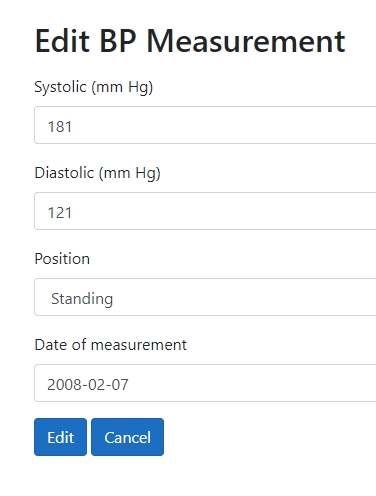 Edit BP Measurement
Systolic (mm Hg)
181
Diastolic (mm Hg)
121
Position
Standing
Date of measurement
2008-02-07
Edit Cancel